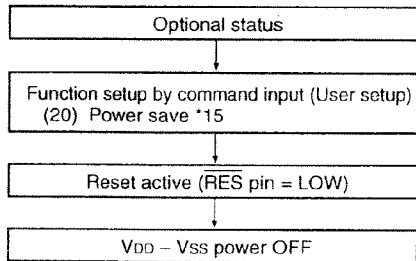 Optional status
Function setup by command input (User setup)
(20) Power save *15
Reset active (R̅E̅S̅ pin = LOW)
VDD – VSS power OFF